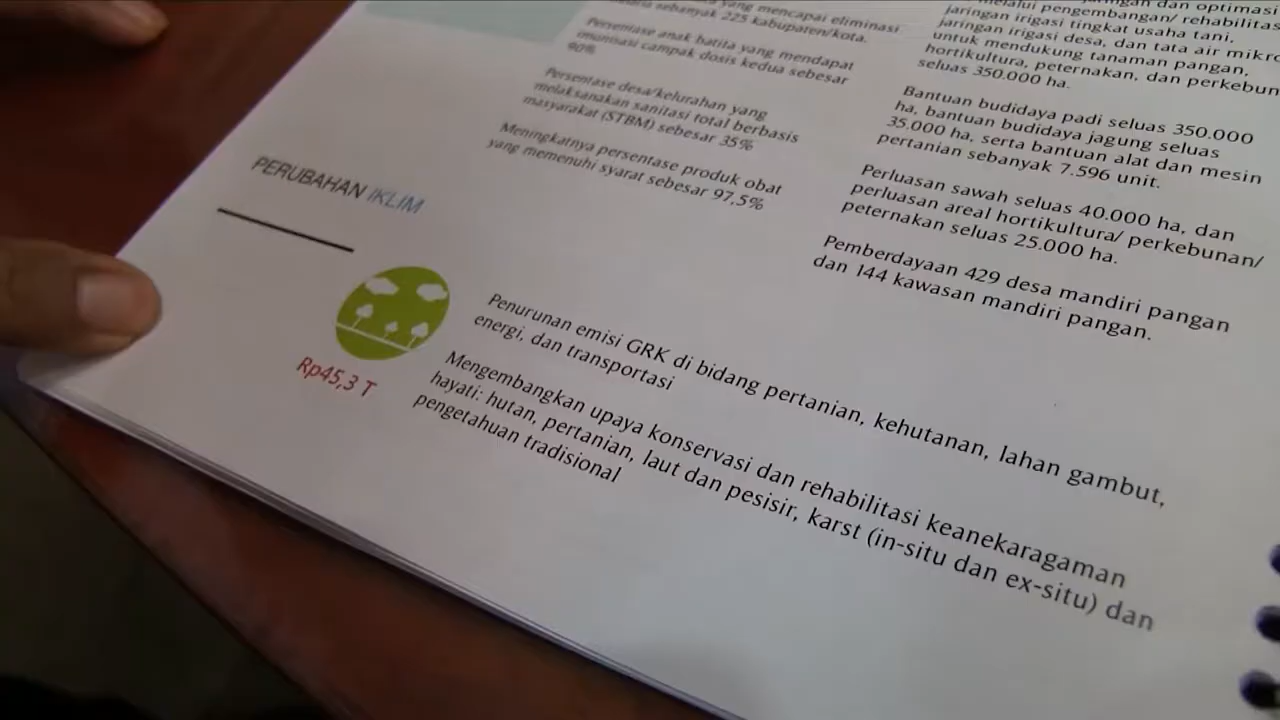 yang mencapai eliminasi
sebanyak 225 kabupaten/kota.
Persentase anak batita yang mendapat
imunisasi campak dosis kedua sebesar
90%
Persentase desa/kelurahan yang
melaksanakan sanitasi total berbasis
masyarakat (STBM) sebesar 35%
Meningkatnya persentase produk obat
yang memenuhi syarat sebesar 97,5%
dan optimasi
melalui pengembangan/ rehabilitas
jaringan irigasi tingkat usaha tani,
jaringan irigasi desa, dan tata air mikro
untuk mendukung tanaman pangan,
hortikultura, peternakan, dan perkebun
seluas 350.000 ha.
Bantuan budidaya padi seluas 350.000
ha, bantuan budidaya jagung seluas
35.000 ha, serta bantuan alat dan mesin
pertanian sebanyak 7.596 unit.
Perluasan sawah seluas 40.000 ha, dan
perluasan areal hortikultura/ perkebunan/
peternakan seluas 25.000 ha.
Pemberdayaan 429 desa mandiri pangan
dan 144 kawasan mandiri pangan.
PERUBAHAN IKLIM
Rp45,3 T
Penurunan emisi GRK di bidang pertanian, kehutanan, lahan gambut,
energi, dan transportasi
Mengembangkan upaya konservasi dan rehabilitasi keanekaragaman
hayati: hutan, pertanian, laut dan pesisir, karst (in-situ dan ex-situ) dan
pengetahuan tradisional